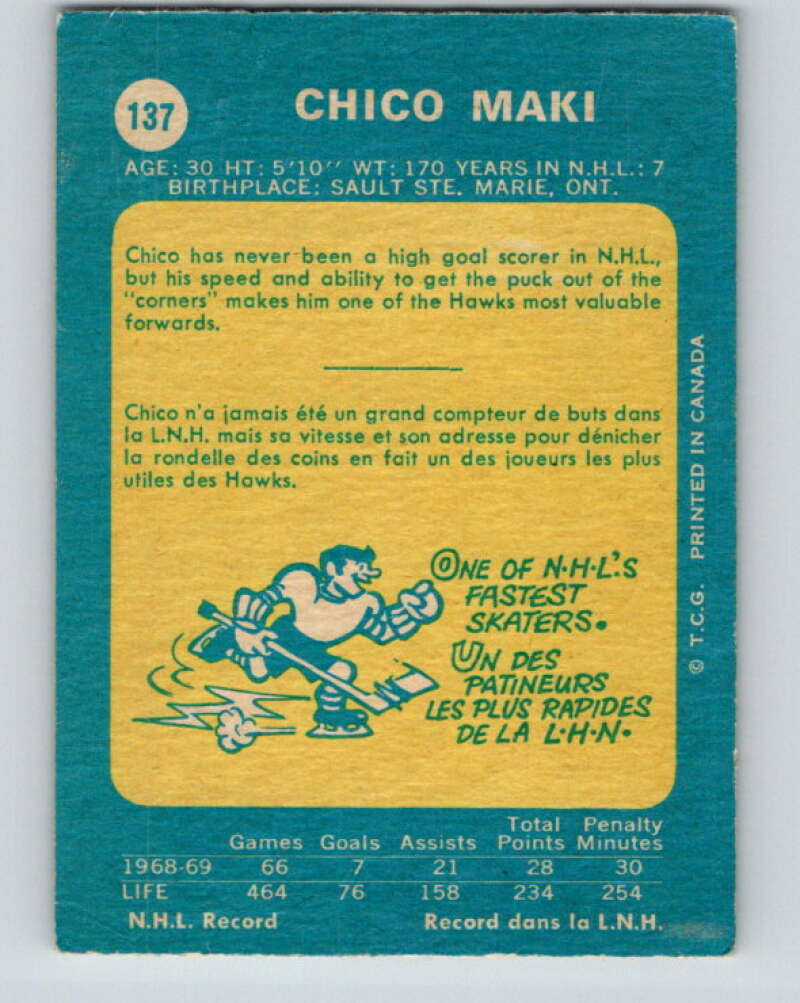 137
CHICO MAKI
AGE: 30 HT: 5'10'' WT: 170 YEARS IN N.H.L.: 7
BIRTHPLACE: SAULT STE. MARIE, ONT.
Chico has never been a high goal scorer in N.H.L.,
but his speed and ability to get the puck out of the
"corners" makes him one of the Hawks most valuable
forwards.
Chico n'a jamais été un grand compteur de buts dans
la L.N.H. mais sa vitesse et son adresse pour dénicher
la rondelle des coins en fait un des joueurs les plus
utiles des Hawks.
ONE OF N·H·L'S
FASTEST
SKATERS.
UN DES
PATINEURS
LES PLUS RAPIDES
DE LA L·H·N.
© T.C.G. PRINTED IN CANADA
Total Penalty
Games Goals Assists Points Minutes
1968-69 66 7 21 28 30
LIFE 464 76 158 234 254
N.H.L. Record Record dans la L.N.H.